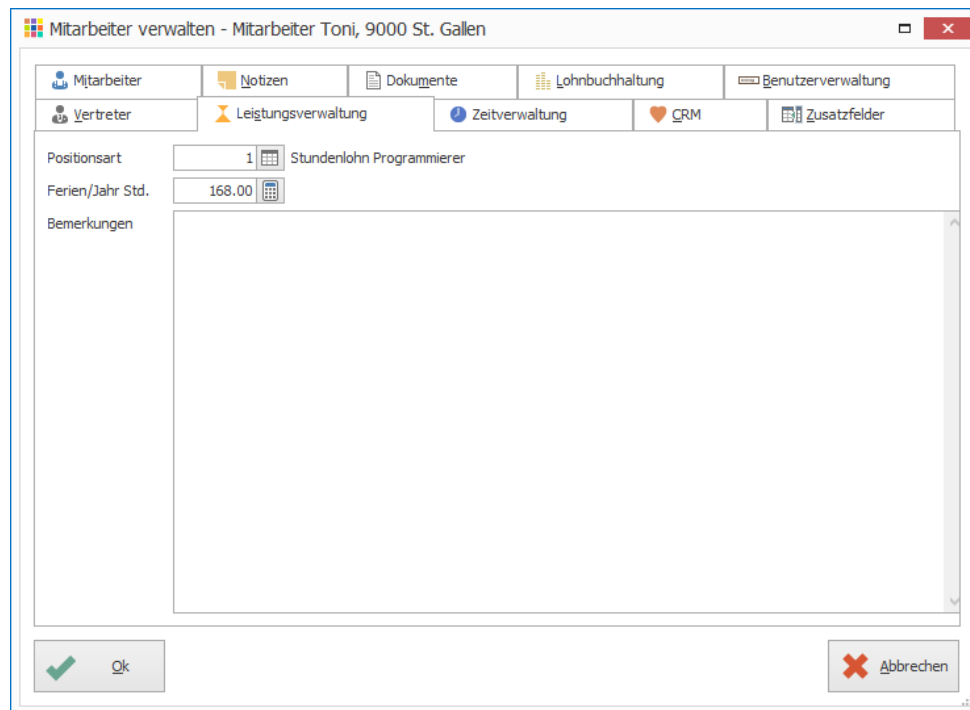 Mitarbeiter verwalten - Mitarbeiter Toni, 9000 St. Gallen
Mitarbeiter Notizen Dokumente Lohnbuchhaltung Benutzerverwaltung
Vertreter Leistungsverwaltung Zeitverwaltung CRM Zusatzfelder
Positionsart 1 Stundenlohn Programmierer
Ferien/Jahr Std. 168.00
Bemerkungen
Ok Abbrechen